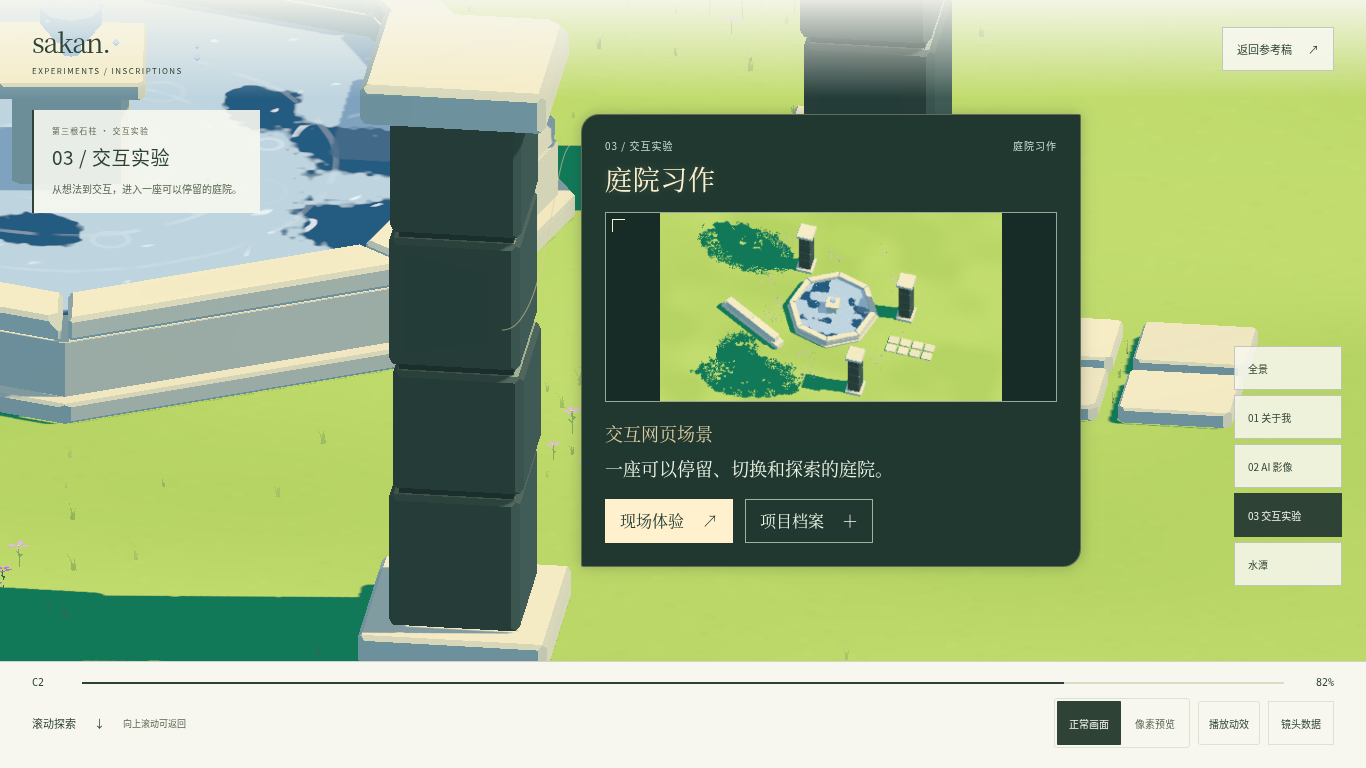 sakan.
EXPERIMENTS / INSCRIPTIONS
返回参考稿 ↗
第三根石柱 · 交互实验
03 / 交互实验
从想法到交互，进入一座可以停留的庭院。
03 / 交互实验
庭院习作
庭院习作
交互网页场景
一座可以停留、切换和探索的庭院。
现场体验 ↗
项目档案 +
全景
01 关于我
02 AI 影像
03 交互实验
水潭
C2
82%
滚动探索 ↓ 向上滚动可返回
正常画面
像素预览
播放动效
镜头数据